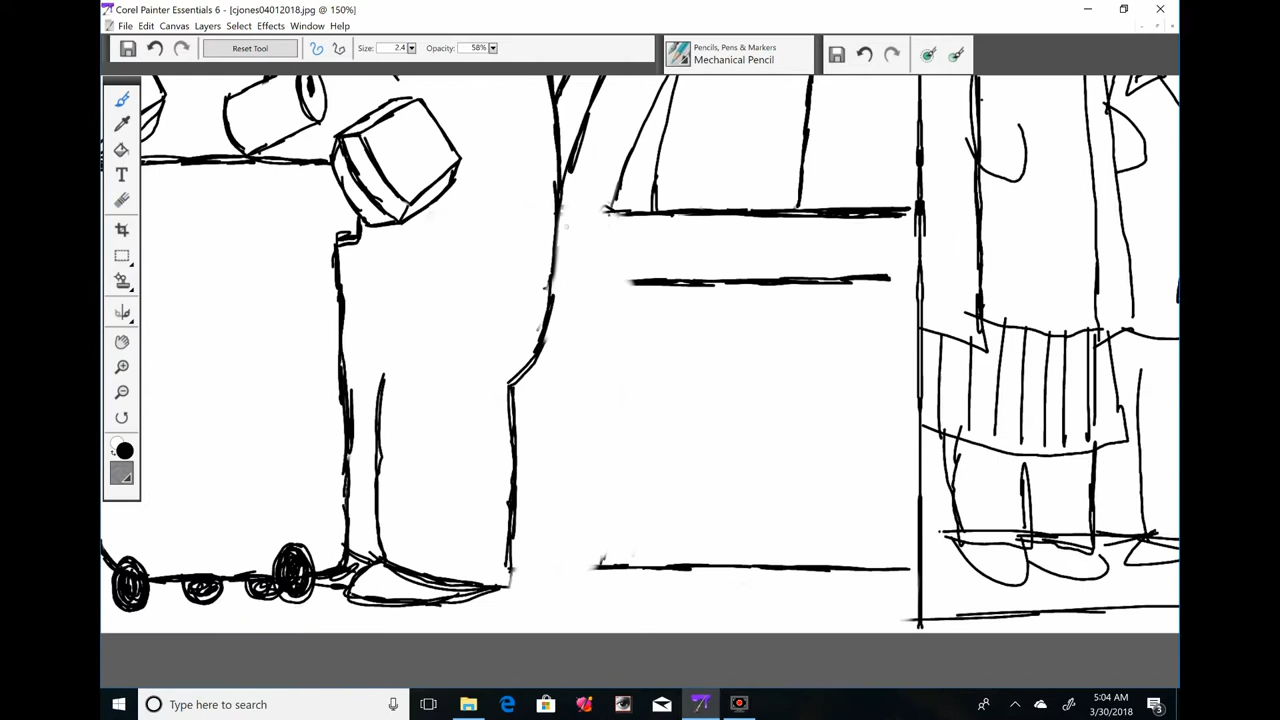 Corel Painter Essentials 6 - [cjones04012018.jpg @ 150%]
File Edit Canvas Layers Select Effects Window Help
Reset Tool
Size: 2.4
Opacity: 58%
Pencils, Pens & Markers
Mechanical Pencil
T
Type here to search
5:04 AM
3/30/2018
3